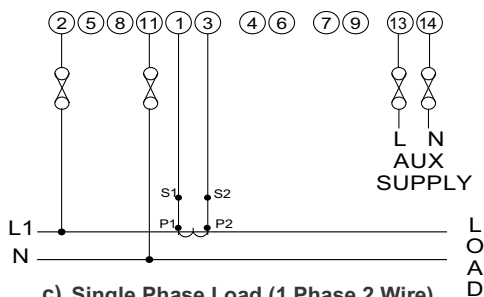 2 5 8 11 1 3 4 6 7 9 13 14
L N
AUX
SUPPLY
S1 S2
P1 P2
L1
N
LOAD
c) Single Phase Load (1 Phase 2 Wire)